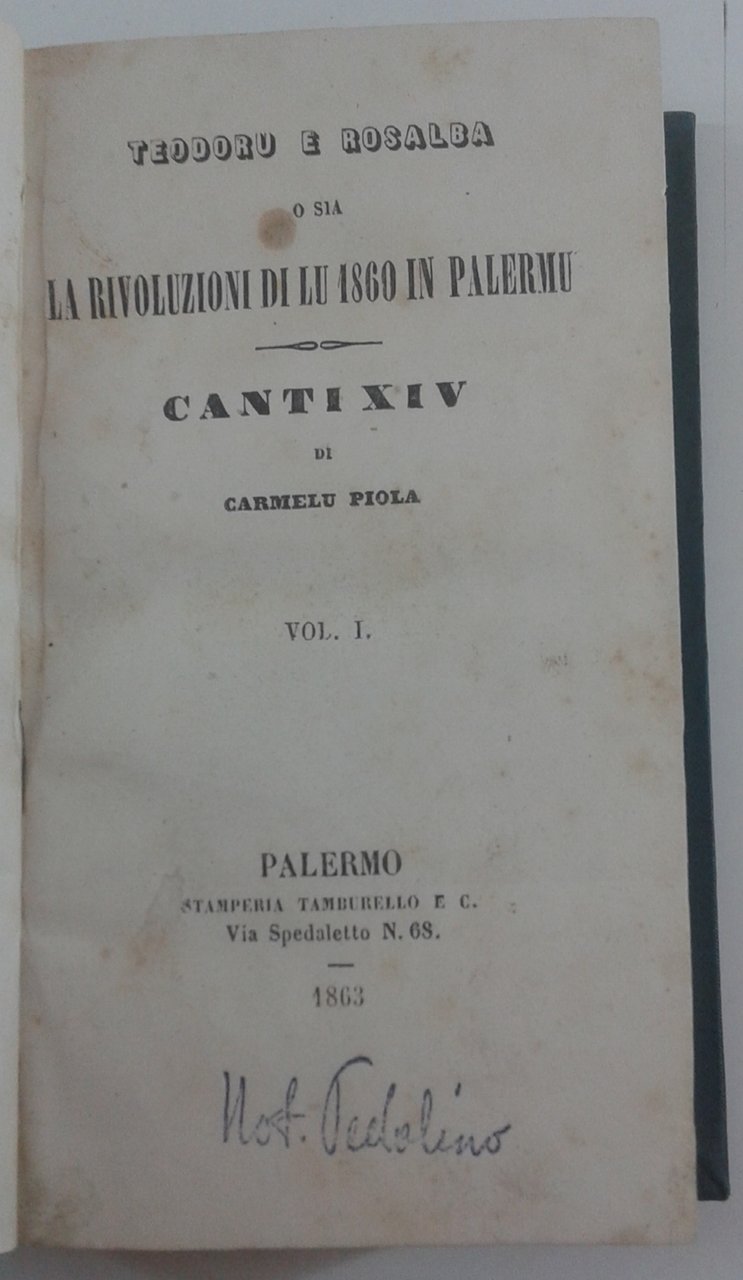 TEODORU E ROSALBA
O SIA
LA RIVOLUZIONI DI LU 1860 IN PALERMU
CANTI XIV
DI
CARMELU PIOLA
VOL. I.
PALERMO
STAMPERIA TAMBURELLO E C.
Via Spedaletto N. 68.
1863
Not. Pedalino